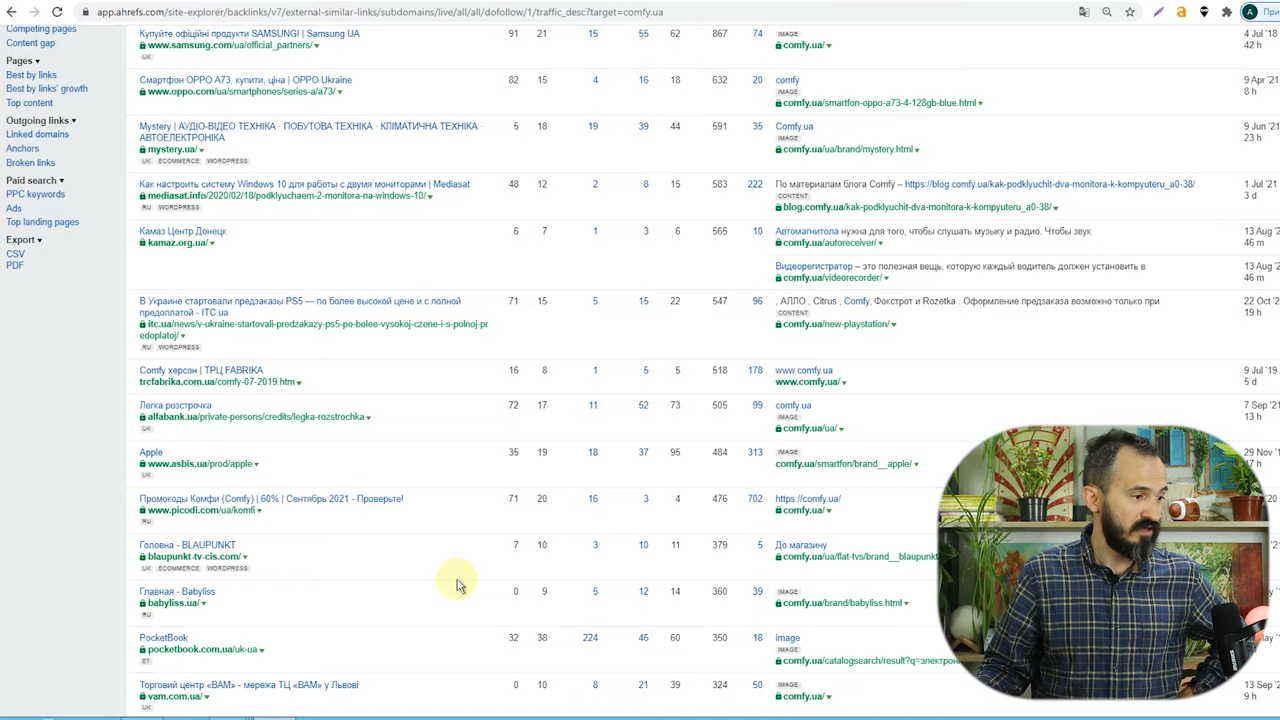 app.ahrefs.com/site-explorer/backlinks/v7/external-similar-links/subdomains/live/all/all/dofollow/1/traffic_desc?target=comfy.ua
A
Competing pages
Content gap
Pages
Best by links
Best by links' growth
Top content
Outgoing links
Linked domains
Anchors
Broken links
Paid search
PPC keywords
Ads
Top landing pages
Export
CSV
PDF
Купуйте офіційні продукти SAMSUNG! | Samsung UA 91 21 15 55 62 867 74 IMAGE 4 Jul '18
www.samsung.com/ua/official_partners/ comfy.ua/ 42 h
UK
Смартфон OPPO A73, купити, ціна | OPPO Ukraine 82 15 4 16 18 632 20 comfy 9 Apr '21
www.oppo.com/ua/smartphones/series-a/a73/ IMAGE 8 h
comfy.ua/smartfon-oppo-a73-4-128gb-blue.html
Mystery | АУДІО-ВІДЕО ТЕХНІКА · ПОБУТОВА ТЕХНІКА · КЛІМАТИЧНА ТЕХНІКА · 5 18 19 39 44 591 35 Comfy.ua 9 Jun '21
АВТОЕЛЕКТРОНІКА IMAGE 23 h
mystery.ua/ comfy.ua/ua/brand/mystery.html
UK ECOMMERCE WORDPRESS
Как настроить систему Windows 10 для работы с двумя мониторами | Mediasat 48 12 2 8 15 583 222 По материалам блога Comfy – https://blog.comfy.ua/kak-podklyuchit-dva-monitora-k-kompyuteru_a0-38/ 1 Jul '21
mediasat.info/2020/02/18/podklyuchaem-2-monitora-na-windows-10/ CONTENT 3 d
RU WORDPRESS blog.comfy.ua/kak-podklyuchit-dva-monitora-k-kompyuteru_a0-38/
Камаз Центр Донецк 6 7 1 3 6 565 10 Автомагнитола нужна для того, чтобы слушать музыку и радио. Чтобы звук 13 Aug '2
kamaz.org.ua/ comfy.ua/autoreceiver/ 46 m
Видеорегистратор – это полезная вещь, которую каждый водитель должен установить в 13 Aug '2
comfy.ua/videorecorder/ 46 m
В Украине стартовали предзаказы PS5 — по более высокой цене и с полной 71 15 5 15 22 547 96 , АЛЛО , Citrus , Comfy, Фокстрот и Rozetka . Оформление предзаказа возможно только при 22 Oct '2
предоплатой - ITC.ua CONTENT 19 h
itc.ua/news/v-ukraine-startovali-predzakazy-ps5-po-bolee-vysokoj-czene-i-s-polnoj-pr comfy.ua/new-playstation/
edoplatoj/
RU WORDPRESS
Comfy херсон | ТРЦ FABRIKA 16 8 1 5 5 518 178 www.comfy.ua 9 Jul '19
trcfabrika.com.ua/comfy-07-2019.htm www.comfy.ua/ 5 d
Легка розстрочка 72 17 11 52 73 505 99 comfy.ua 7 Sep '2
alfabank.ua/private-persons/credits/legka-rozstrochka IMAGE 13 h
UK comfy.ua/ua/
Apple 35 19 18 37 95 484 313 IMAGE 29 Nov '
www.asbis.ua/prod/apple comfy.ua/smartfon/brand__apple/
UK
Промокоды Комфи (Comfy) | 60% | Сентябрь 2021 - Проверьте! 71 20 16 3 4 476 702 https://comfy.ua/
www.picodi.com/ua/komfi comfy.ua/
RU
Головна - BLAUPUNKT 7 10 3 10 11 379 5 До магазину
blaupunkt-tv-cis.com/ comfy.ua/ua/flat-tvs/brand__blaupunk
UK ECOMMERCE WORDPRESS
Главная - Babyliss 0 9 5 12 14 360 39 IMAGE
babyliss.ua/ comfy.ua/brand/babyliss.html
RU
PocketBook 32 38 224 46 60 350 18 image
pocketbook.com.ua/uk-ua IMAGE
ET comfy.ua/catalogsearch/result?q=электрон
Торговий центр «ВАМ» - мережа ТЦ «ВАМ» у Львові 0 10 8 21 39 324 50 IMAGE 13 Sep '2
vam.com.ua/ comfy.ua/ 9 h
UK